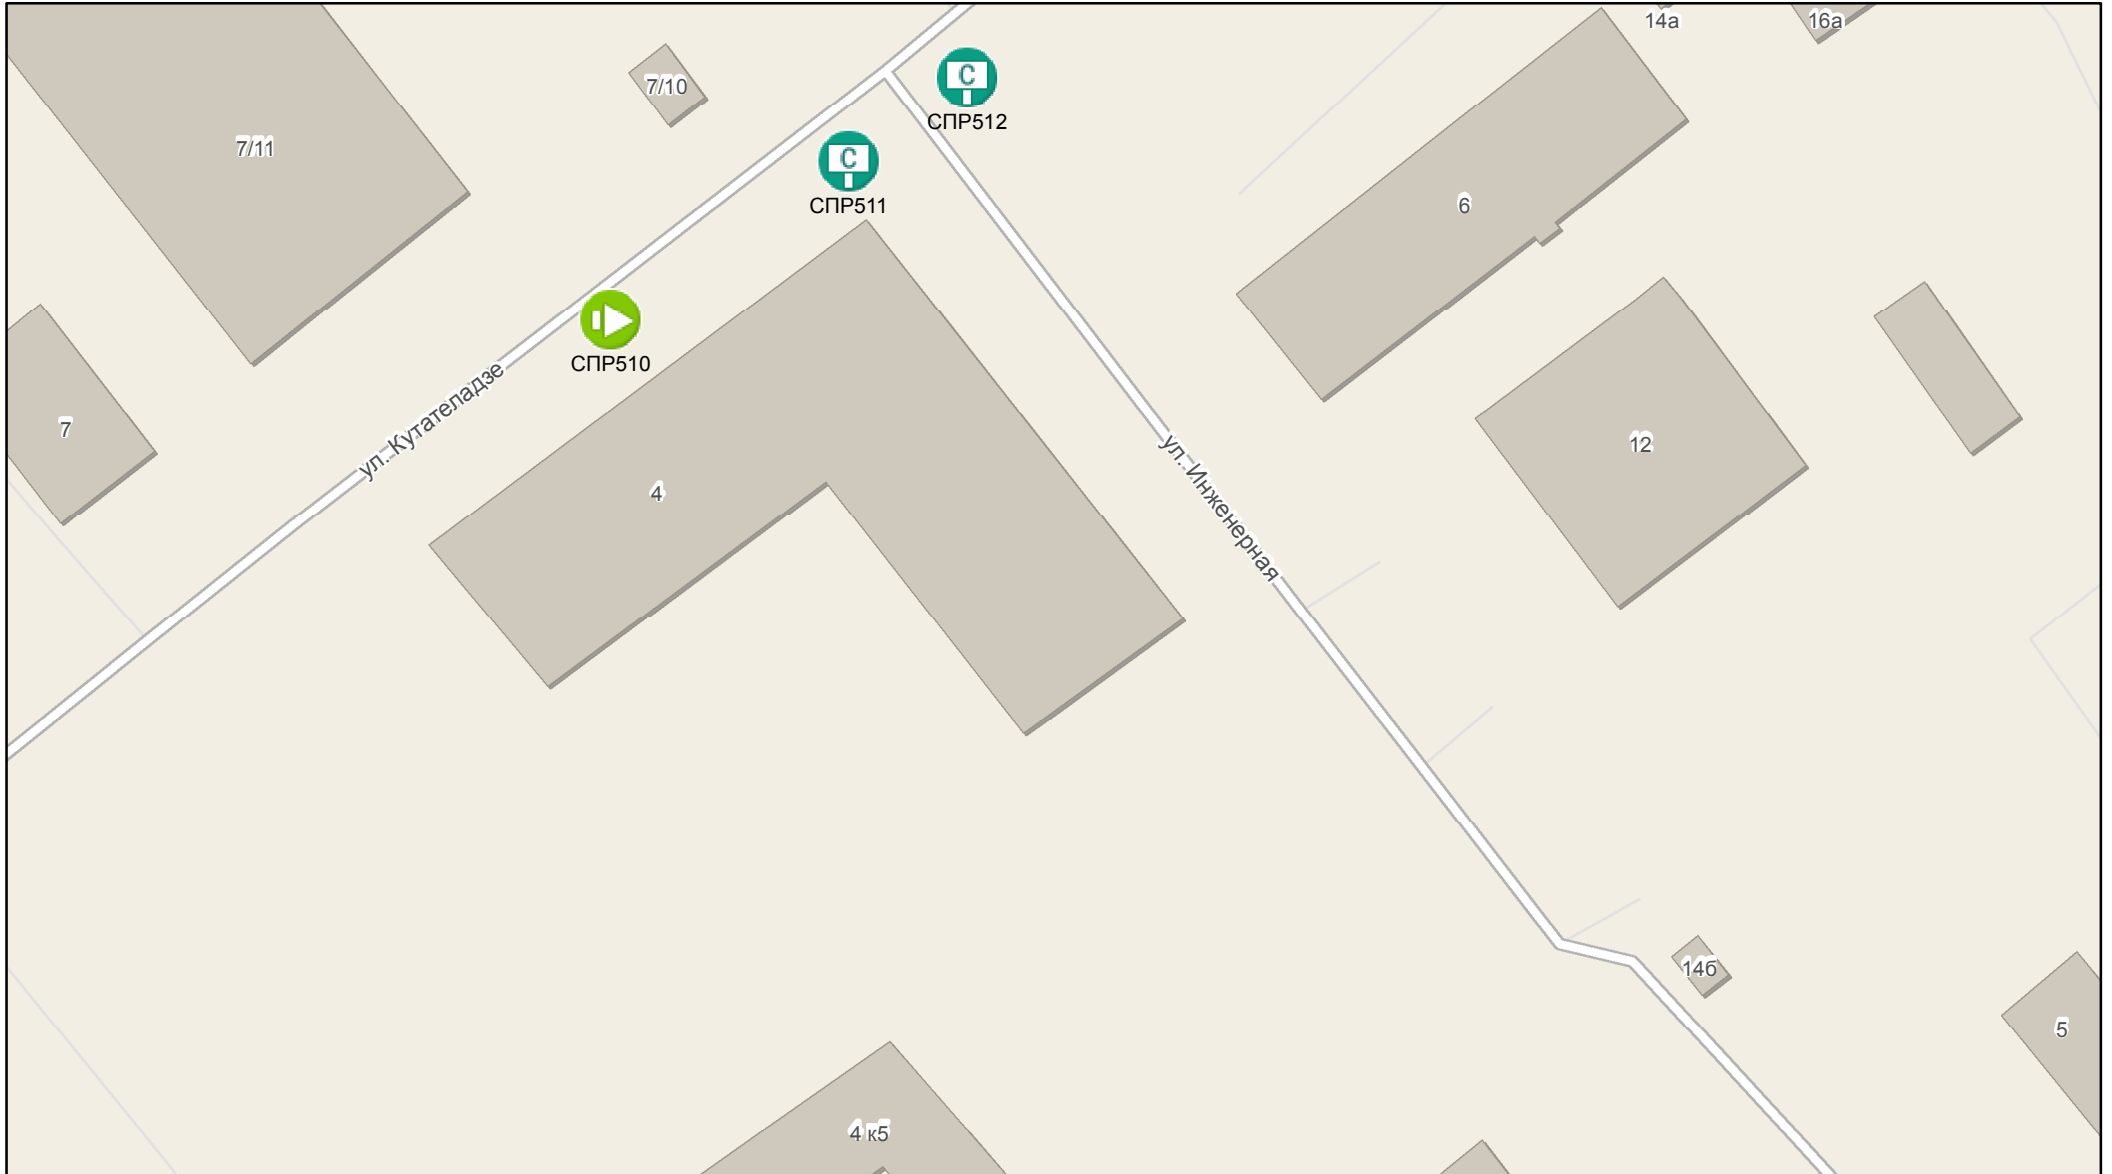 14а
16а
7/10
С
СПР512
7/11
С
СПР511
6
СПР510
ул. Кутателадзе
7
4
12
ул. Инженерная
14б
5
4 к5